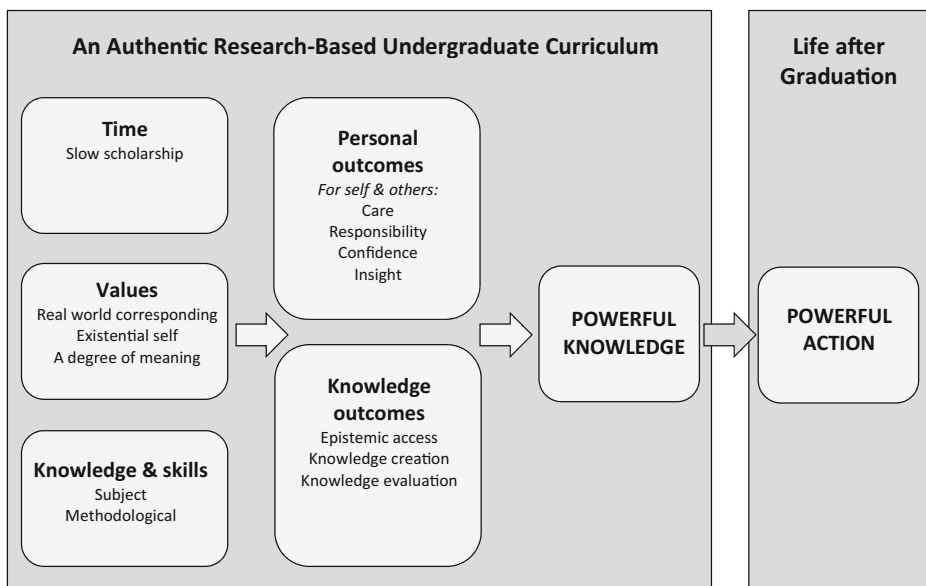 An Authentic Research-Based Undergraduate Curriculum
Time
Slow scholarship
Values
Real world corresponding
Existential self
A degree of meaning
Knowledge & skills
Subject
Methodological
Personal
outcomes
For self & others:
Care
Responsibility
Confidence
Insight
Knowledge
outcomes
Epistemic access
Knowledge creation
Knowledge evaluation
POWERFUL
KNOWLEDGE
Life after
Graduation
POWERFUL
ACTION